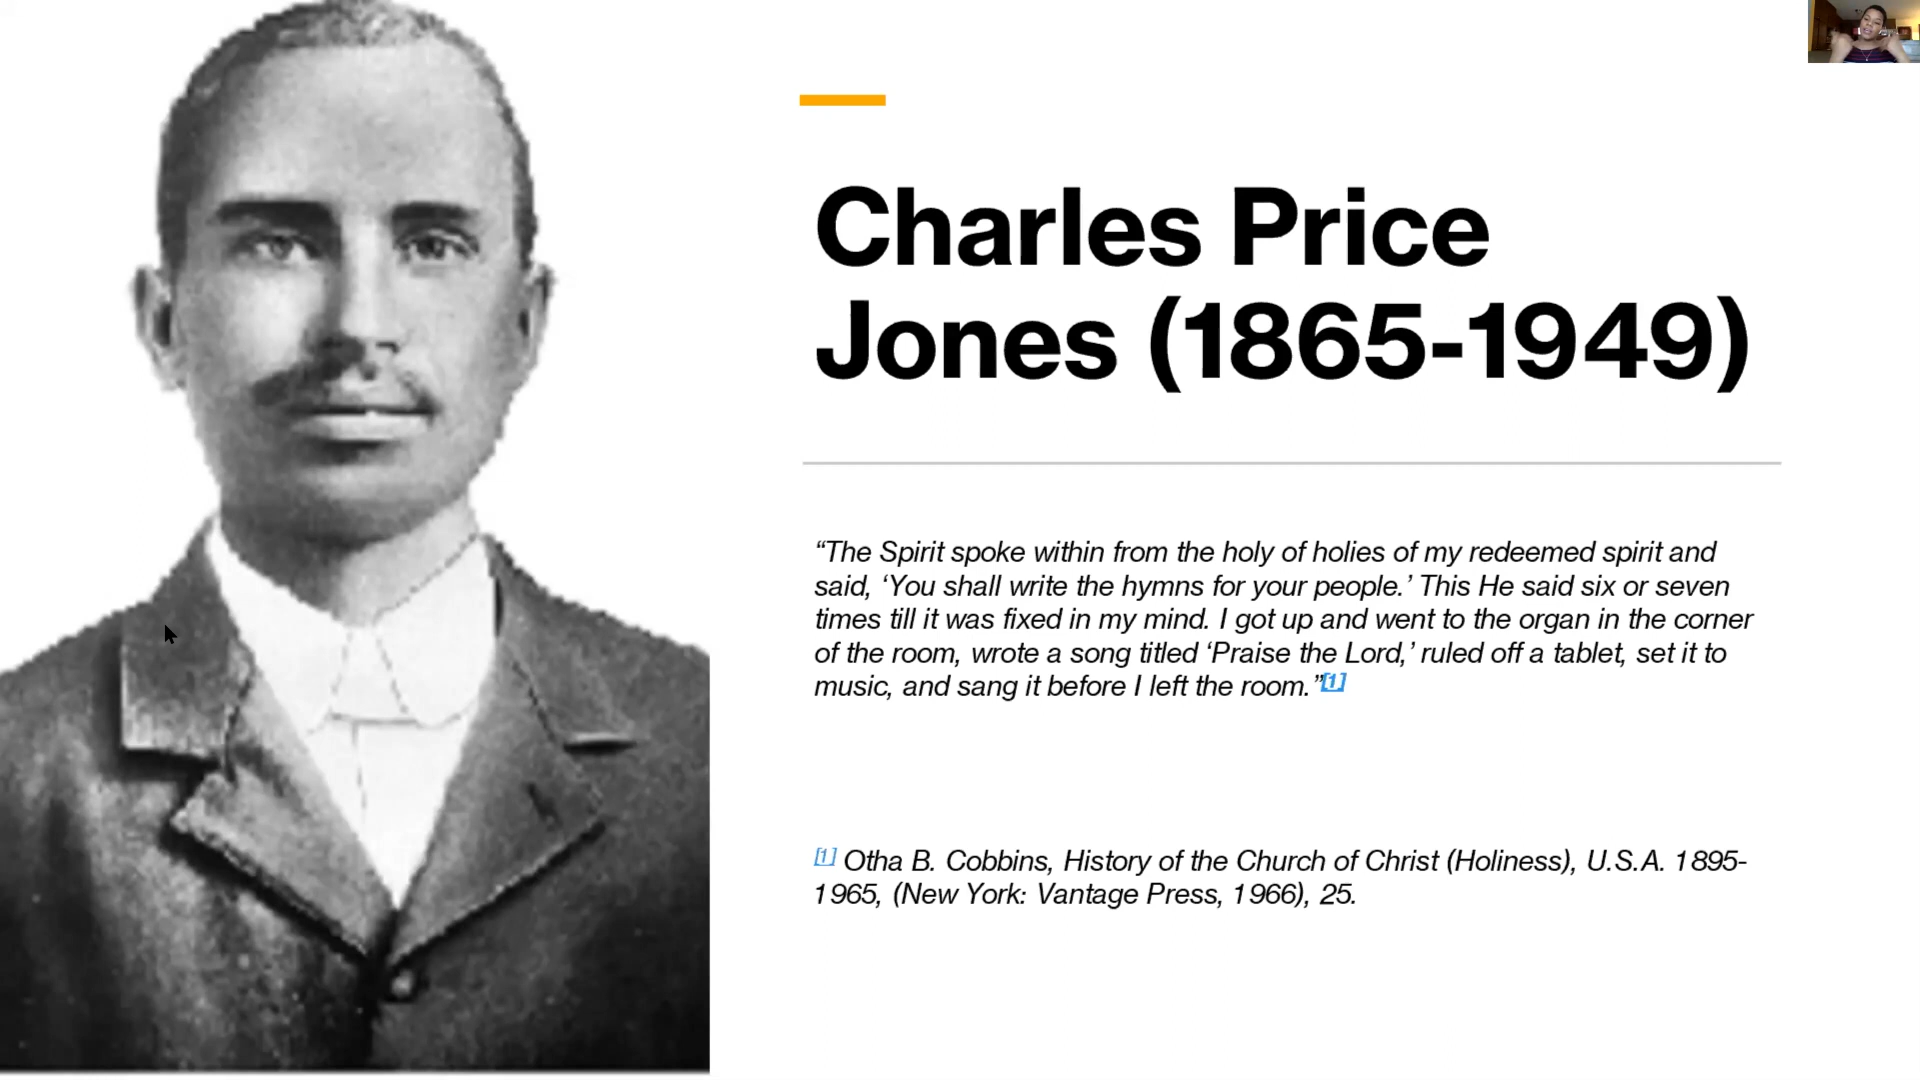 Charles Price
Jones (1865-1949)
“The Spirit spoke within from the holy of holies of my redeemed spirit and
said, ‘You shall write the hymns for your people.’ This He said six or seven
times till it was fixed in my mind. I got up and went to the organ in the corner
of the room, wrote a song titled ‘Praise the Lord,’ ruled off a tablet, set it to
music, and sang it before I left the room.”[1]
[1] Otha B. Cobbins, History of the Church of Christ (Holiness), U.S.A. 1895-
1965, (New York: Vantage Press, 1966), 25.